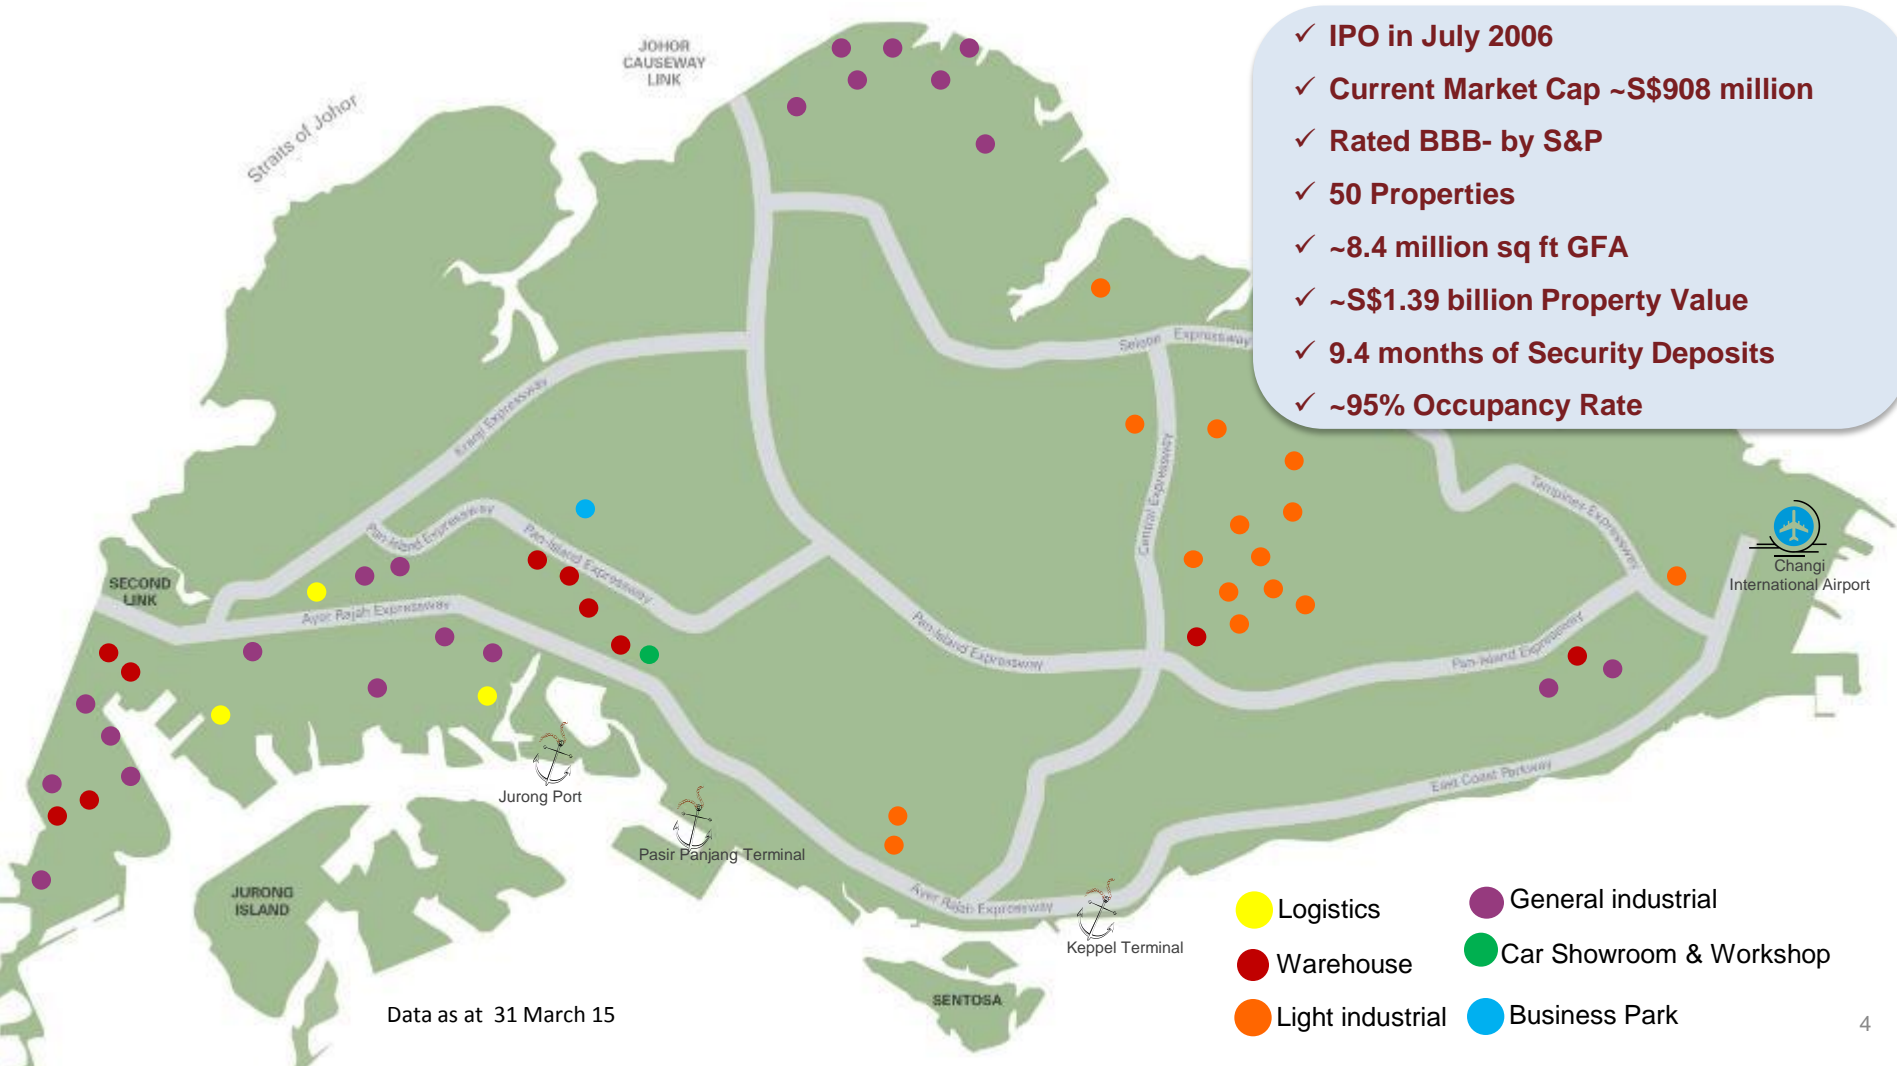 ✓ IPO in July 2006
✓ Current Market Cap ~S$908 million
✓ Rated BBB- by S&P
✓ 50 Properties
✓ ~8.4 million sq ft GFA
✓ ~S$1.39 billion Property Value
✓ 9.4 months of Security Deposits
✓ ~95% Occupancy Rate
JOHOR
CAUSEWAY
LINK
Straits of Johor
Seletar Expressway
Kranji Expressway
Central Expressway
Tampines Expressway
Pan-Island Expressway
Pan-Island Expressway
Changi
International Airport
SECOND
LINK
Ayer Rajah Expressway
Pan-Island Expressway
Pan-Island Expressway
East Coast Parkway
Jurong Port
Pasir Panjang Terminal
JURONG
ISLAND
Ayer Rajah Expressway
Keppel Terminal
SENTOSA
Logistics
General industrial
Warehouse
Car Showroom & Workshop
Light industrial
Business Park
Data as at 31 March 15
4